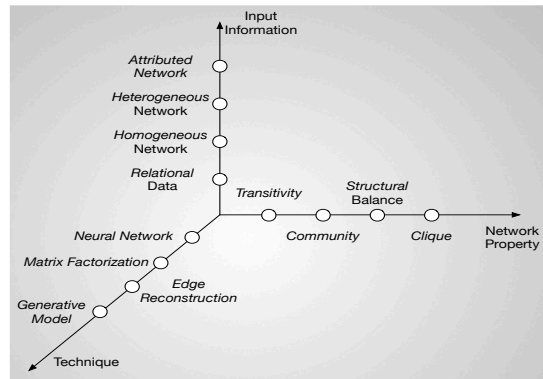 Input
Information
Attributed
Network
Heterogeneous
Network
Homogeneous
Network
Relational
Data
Transitivity
Structural
Balance
Community
Clique
Network
Property
Neural Network
Matrix Factorization
Edge
Reconstruction
Generative
Model
Technique